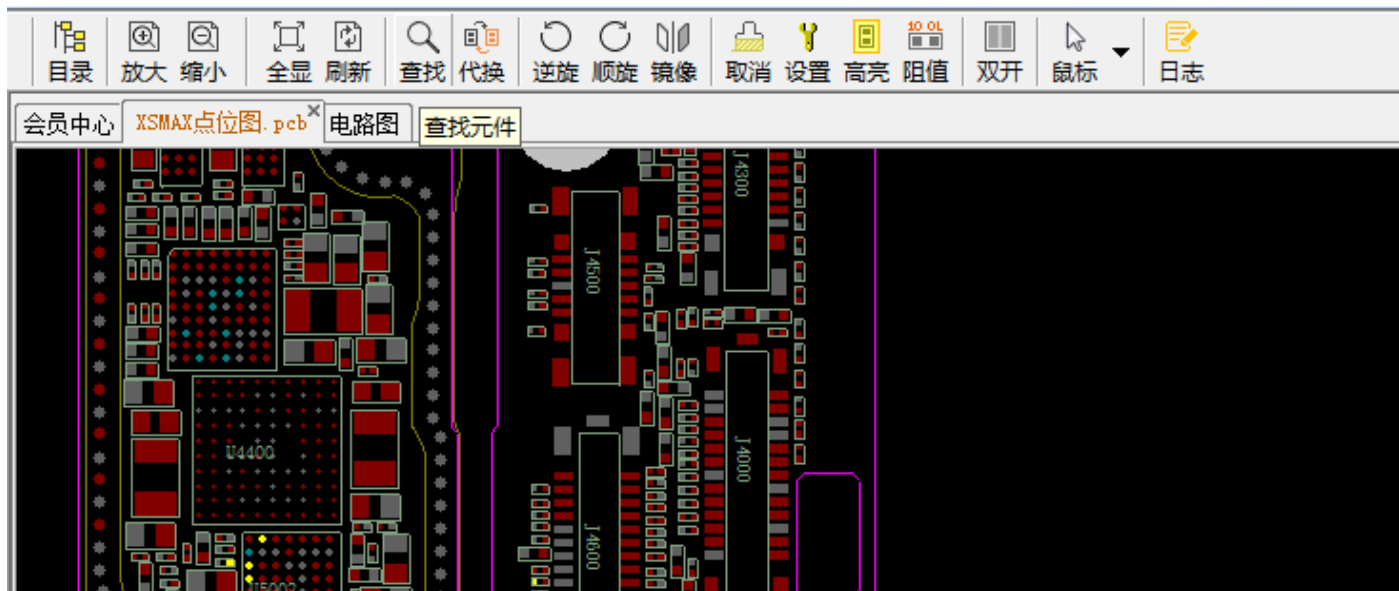 10 0L
目录 放大 缩小 全显 刷新 查找 代换 逆旋 顺旋 镜像 取消 设置 高亮 阻值 双开 鼠标 日志
会员中心 XSMAX点位图.pcb 电路图 查找元件
J4300
J4500
U4400
J4000
J4600
U5002